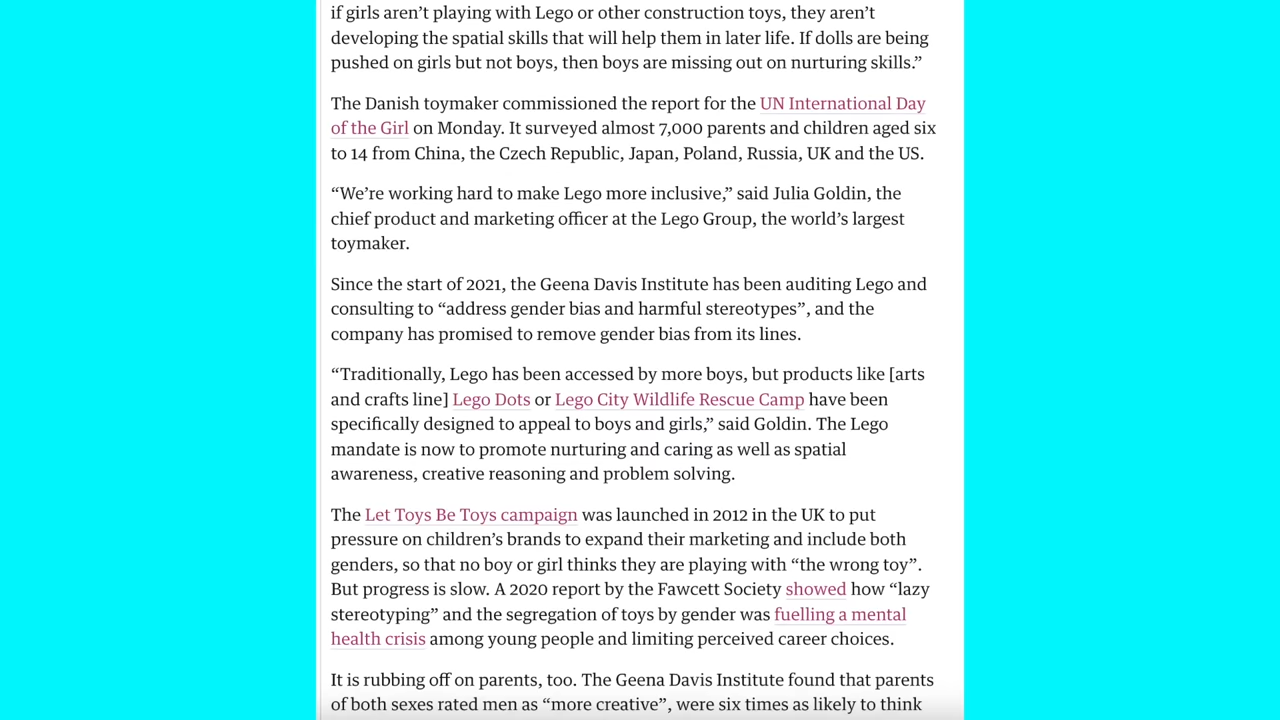 if girls aren’t playing with Lego or other construction toys, they aren’t
developing the spatial skills that will help them in later life. If dolls are being
pushed on girls but not boys, then boys are missing out on nurturing skills.”
The Danish toymaker commissioned the report for the UN International Day
of the Girl on Monday. It surveyed almost 7,000 parents and children aged six
to 14 from China, the Czech Republic, Japan, Poland, Russia, UK and the US.
“We’re working hard to make Lego more inclusive,” said Julia Goldin, the
chief product and marketing officer at the Lego Group, the world’s largest
toymaker.
Since the start of 2021, the Geena Davis Institute has been auditing Lego and
consulting to “address gender bias and harmful stereotypes”, and the
company has promised to remove gender bias from its lines.
“Traditionally, Lego has been accessed by more boys, but products like [arts
and crafts line] Lego Dots or Lego City Wildlife Rescue Camp have been
specifically designed to appeal to boys and girls,” said Goldin. The Lego
mandate is now to promote nurturing and caring as well as spatial
awareness, creative reasoning and problem solving.
The Let Toys Be Toys campaign was launched in 2012 in the UK to put
pressure on children’s brands to expand their marketing and include both
genders, so that no boy or girl thinks they are playing with “the wrong toy”.
But progress is slow. A 2020 report by the Fawcett Society showed how “lazy
stereotyping” and the segregation of toys by gender was fuelling a mental
health crisis among young people and limiting perceived career choices.
It is rubbing off on parents, too. The Geena Davis Institute found that parents
of both sexes rated men as “more creative”, were six times as likely to think